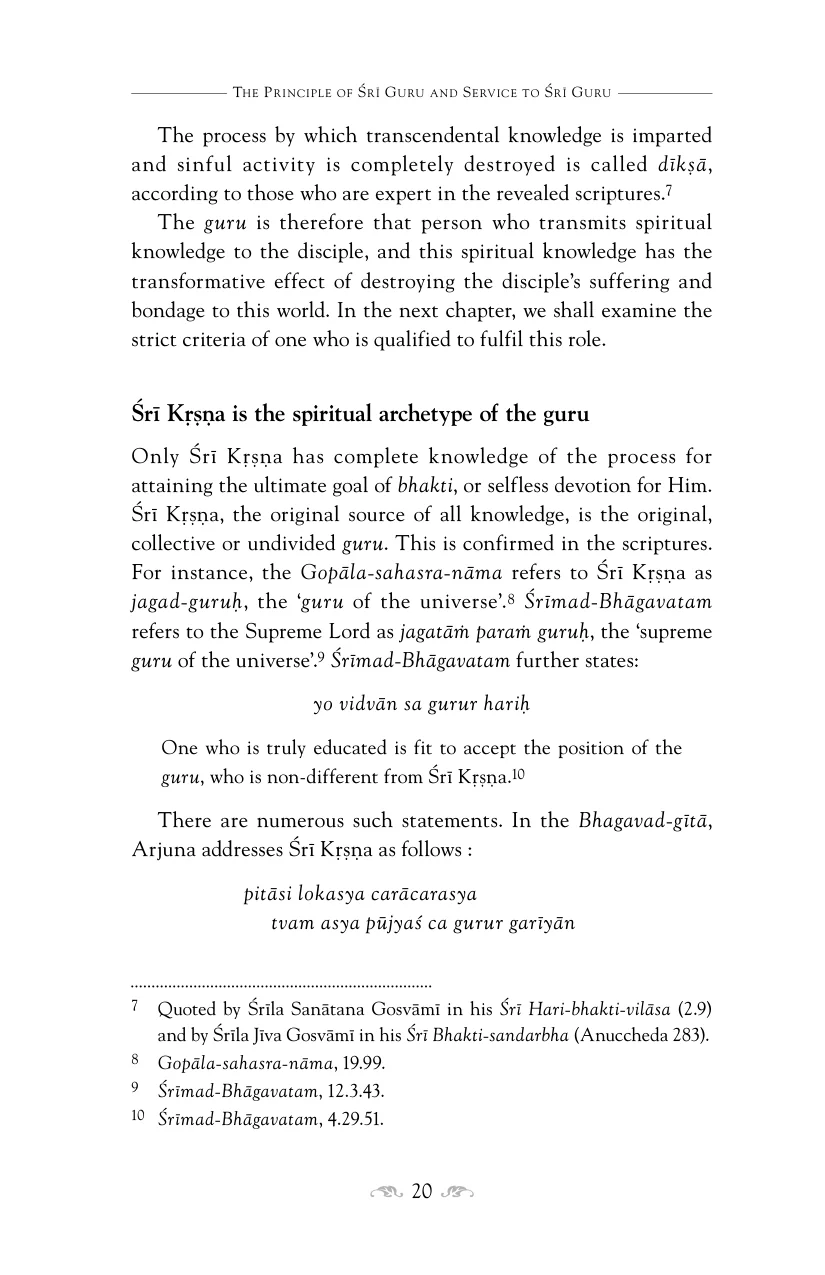 The Principle of Śrī Guru and Service to Śrī Guru
The process by which transcendental knowledge is imparted
and sinful activity is completely destroyed is called dīkṣā,
according to those who are expert in the revealed scriptures.7
The guru is therefore that person who transmits spiritual
knowledge to the disciple, and this spiritual knowledge has the
transformative effect of destroying the disciple’s suffering and
bondage to this world. In the next chapter, we shall examine the
strict criteria of one who is qualified to fulfil this role.
Śrī Kṛṣṇa is the spiritual archetype of the guru
Only Śrī Kṛṣṇa has complete knowledge of the process for
attaining the ultimate goal of bhakti, or selfless devotion for Him.
Śrī Kṛṣṇa, the original source of all knowledge, is the original,
collective or undivided guru. This is confirmed in the scriptures.
For instance, the Gopāla-sahasra-nāma refers to Śrī Kṛṣṇa as
jagad-guruḥ, the ‘guru of the universe’.8 Śrīmad-Bhāgavatam
refers to the Supreme Lord as jagatāṁ paraṁ guruḥ, the ‘supreme
guru of the universe’.9 Śrīmad-Bhāgavatam further states:
yo vidvān sa gurur hariḥ
One who is truly educated is fit to accept the position of the
guru, who is non-different from Śrī Kṛṣṇa.10
There are numerous such statements. In the Bhagavad-gītā,
Arjuna addresses Śrī Kṛṣṇa as follows :
pitāsi lokasya carācarasya
tvam asya pūjyaś ca gurur garīyān
7 Quoted by Śrīla Sanātana Gosvāmī in his Śrī Hari-bhakti-vilāsa (2.9)
and by Śrīla Jīva Gosvāmī in his Śrī Bhakti-sandarbha (Anuccheda 283).
8 Gopāla-sahasra-nāma, 19.99.
9 Śrīmad-Bhāgavatam, 12.3.43.
10 Śrīmad-Bhāgavatam, 4.29.51.
20